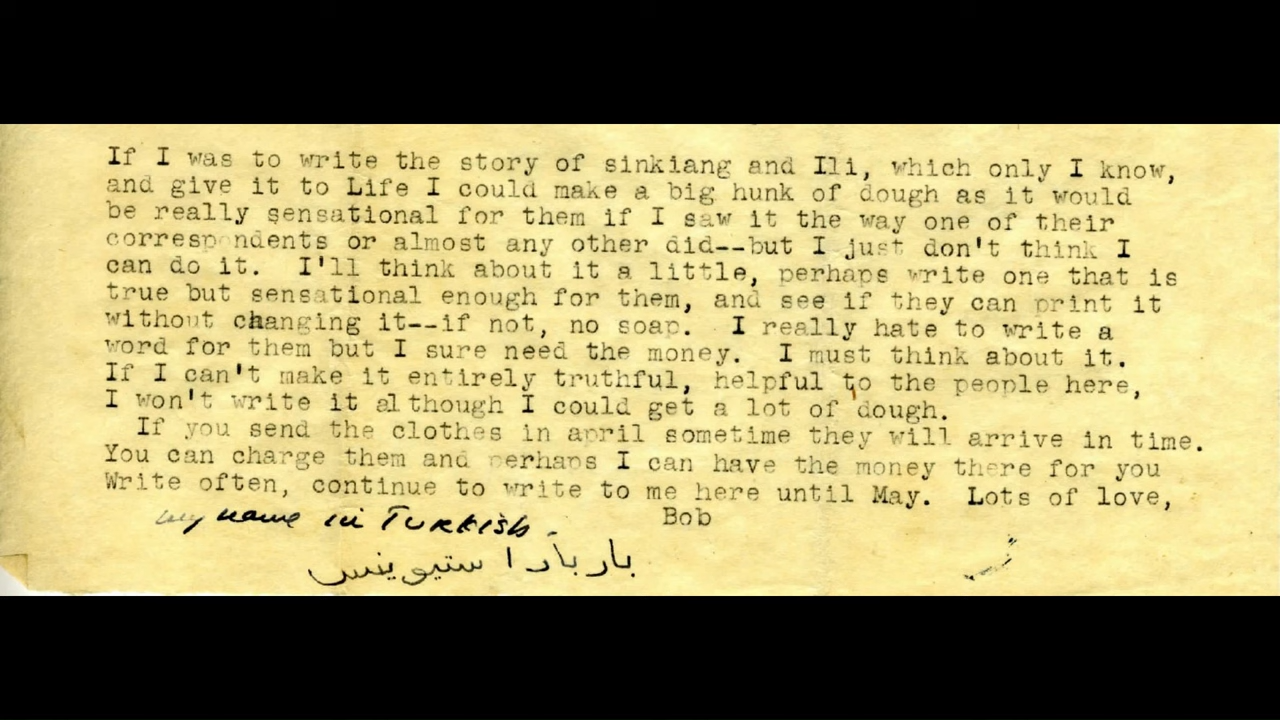 If I was to write the story of sinkiang and Ili, which only I know,
and give it to Life I could make a big hunk of dough as it would
be really sensational for them if I saw it the way one of their
correspondents or almost any other did--but I just don't think I
can do it.  I'll think about it a little, perhaps write one that is
true but sensational enough for them, and see if they can print it
without changing it--if not, no soap.  I really hate to write a
word for them but I sure need the money.  I must think about it.
If I can't make it entirely truthful, helpful to the people here,
I won't write it although I could get a lot of dough.
If you send the clothes in april sometime they will arrive in time.
You can charge them and perhaps I can have the money there for you
Write often, continue to write to me here until May.  Lots of love,
my name in Turkish. Bob
باربارا ستيوينس